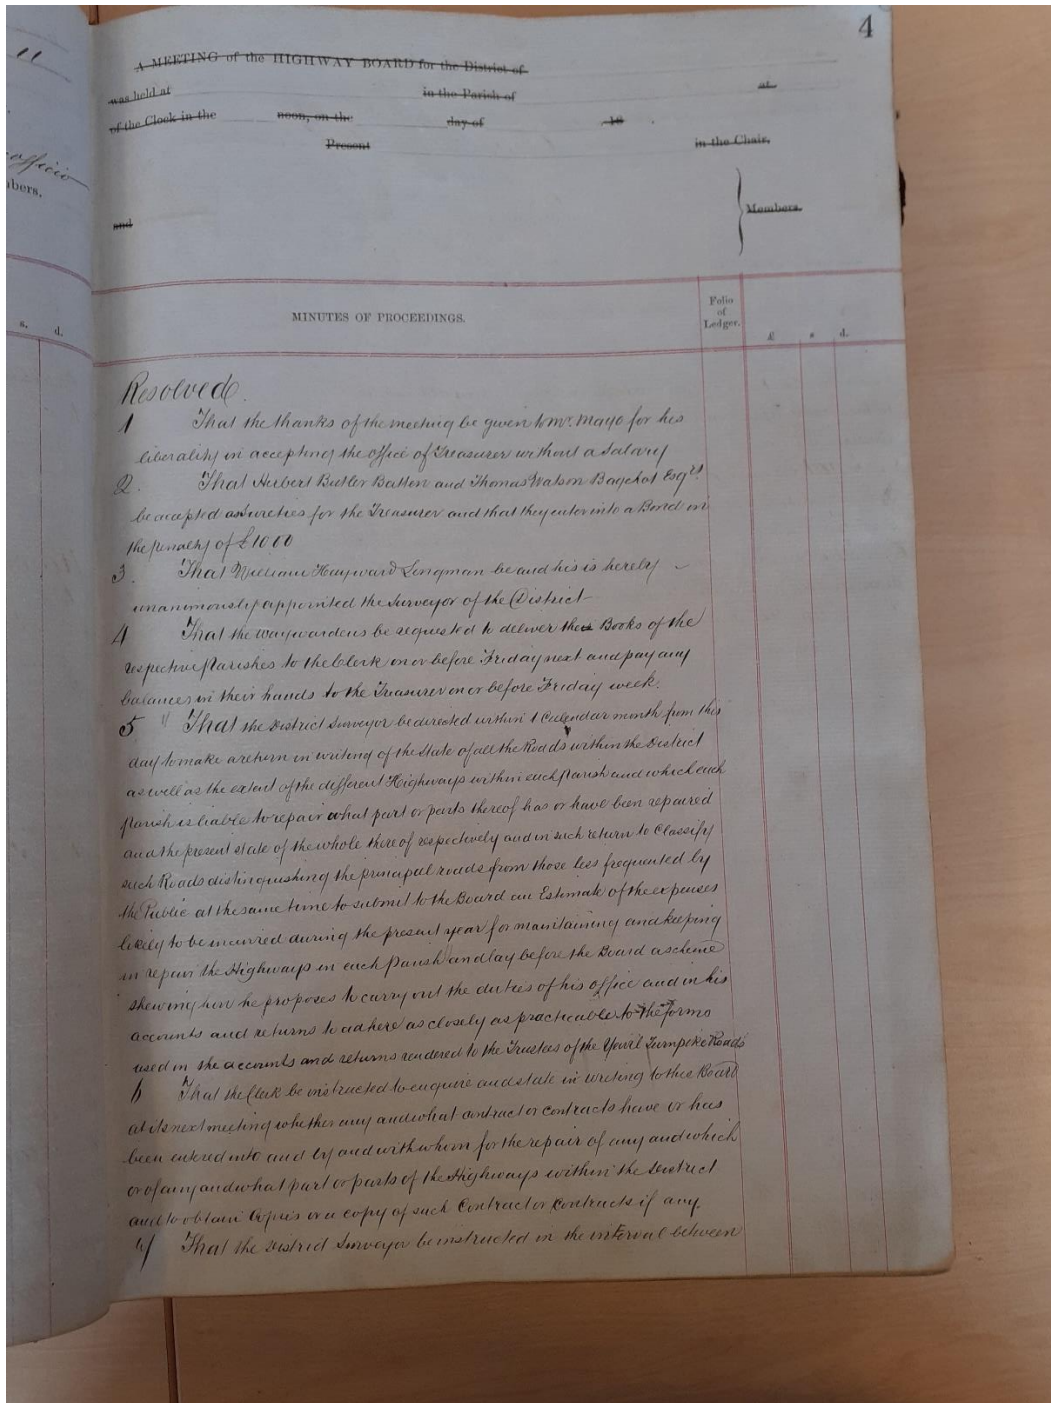 4
A MEETING of the HIGHWAY BOARD for the District of
was held at in the Parish of at
of the Clock in the noon, on the day of 18
Present in the Chair.
and Members.
officio
bers.
s. d.
MINUTES OF PROCEEDINGS. Folio of Ledger. £ s d.
Resolved.
1 That the thanks of the meeting be given to Mr. Mayo for his
liberality in accepting the office of Treasurer without a Salary
2. That Herbert Butler Batten and Thomas Watson Bagehot Esqrs.
be accepted as Sureties for the Treasurer and that they enter into a Bond in
the penalty of £1000
3. That William Hayward Lingman be and his is hereby
unanimously appointed the Surveyor of the District
4 That the waywardens be requested to deliver the Books of the
respective parishes to the Clerk on or before Friday next and pay any
balances in their hands to the Treasurer on or before Friday week.
5 That the District Surveyor be directed within 1 Calendar month from this
day to make a return in writing of the State of all the Roads within the District
as well as the extent of the different Highways within each parish and which each
parish is liable to repair what part or parts thereof has or have been repaired
and the present state of the whole thereof respectively and in such return to Classify
such Roads distinguishing the principal roads from those less frequented by
the Public at the same time to submit to the Board an Estimate of the expenses
likely to be incurred during the present year for maintaining and keeping
in repair the Highways in each parish and lay before the Board a scheme
shewing how he proposes to carry out the duties of his office and in his
accounts and returns to adhere as closely as practicable to the forms
used in the accounts and returns rendered to the Trustees of the Yeovil Turnpike Roads
6 That the Clerk be instructed to enquire and state in writing to this Board
at its next meeting whether any and what contract or contracts have or has
been entered into and by and with whom for the repair of any and which
or of any and what part or parts of the Highways within the District
and to obtain Copies or a copy of such Contract or Contracts if any.
7 That the District Surveyor be instructed in the interval between